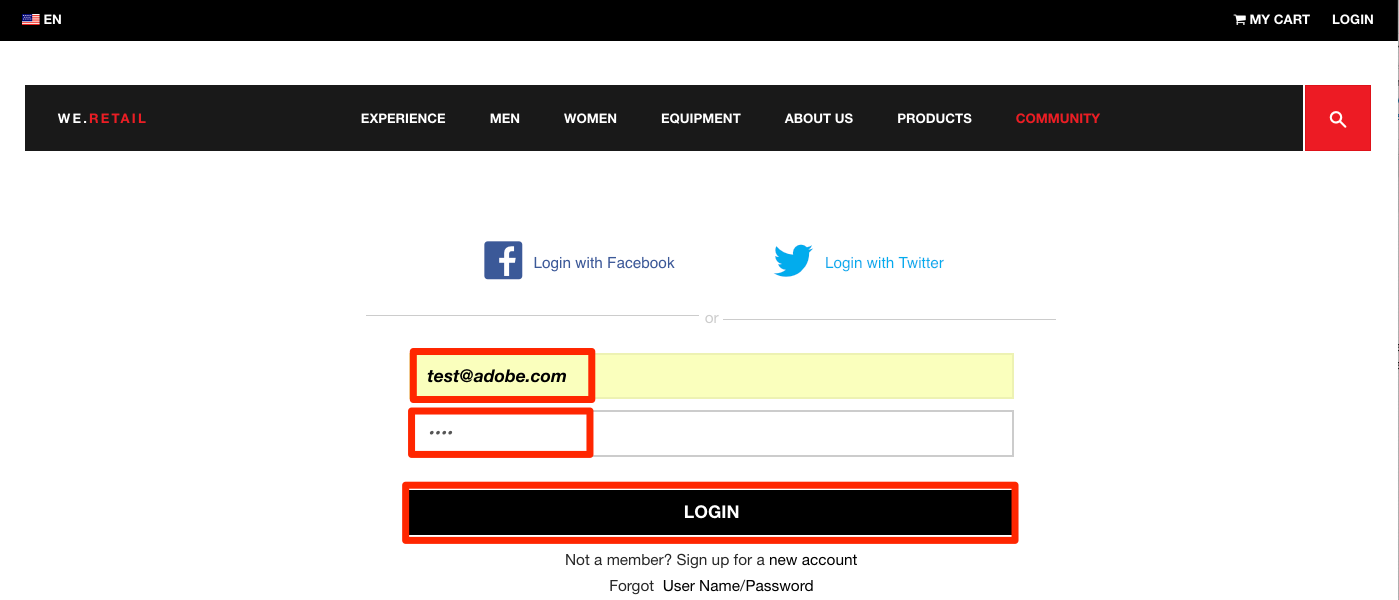 EN MY CART LOGIN
WE.RETAIL EXPERIENCE MEN WOMEN EQUIPMENT ABOUT US PRODUCTS COMMUNITY
Login with Facebook Login with Twitter
or
test@adobe.com
••••
LOGIN
Not a member? Sign up for a new account
Forgot User Name/Password